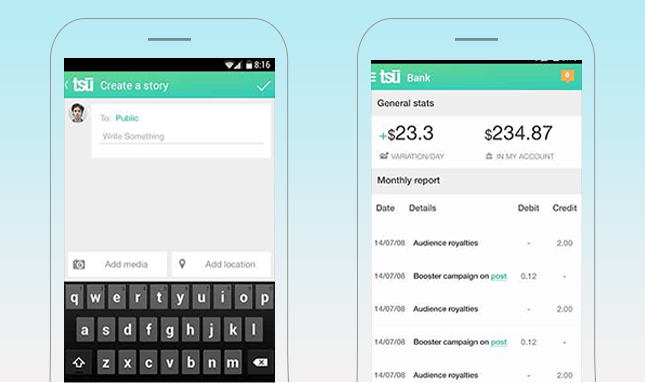 8:16
tsū Create a story
To: Public
Write Something
Add media
Add location
q w e r t y u i o p
a s d f g h j k l
z x c v b n m
tsū Bank
General stats
+$23.3 $234.87
VARIATION/DAY IN MY ACCOUNT
Monthly report
Date Details Debit Credit
14/07/08 Audience royalties - 2.00
14/07/08 Booster campaign on post 0.12 -
14/07/08 Audience royalties - 2.00
14/07/08 Booster campaign on post 0.12 -
14/07/08 Audience royalties - 2.00